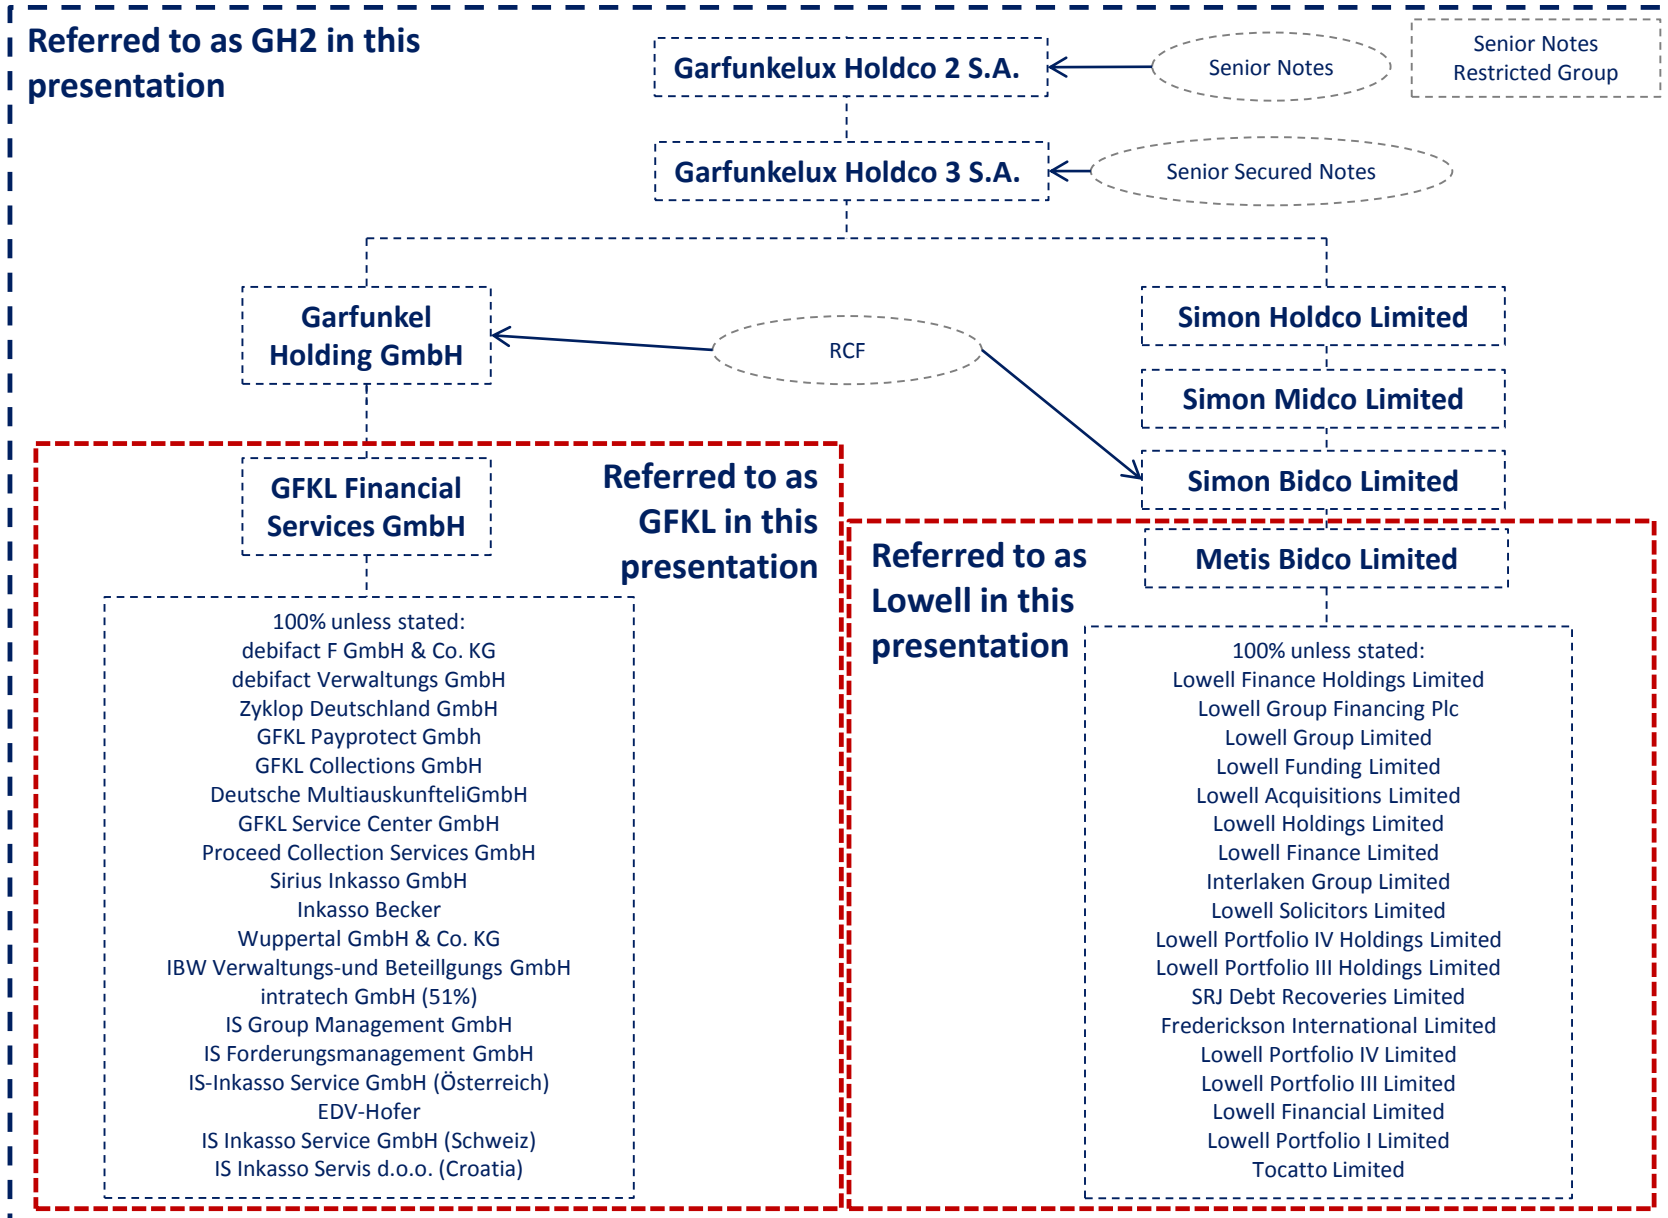 Referred to as GH2 in this
presentation
Garfunkelux Holdco 2 S.A.
Senior Notes
Senior Notes
Restricted Group
Garfunkelux Holdco 3 S.A.
Senior Secured Notes
Garfunkel
Holding GmbH
RCF
Simon Holdco Limited
Simon Midco Limited
Simon Bidco Limited
GFKL Financial
Services GmbH
Referred to as
GFKL in this
presentation
Referred to as
Lowell in this
presentation
Metis Bidco Limited
100% unless stated:
debifact F GmbH & Co. KG
debifact Verwaltungs GmbH
Zyklop Deutschland GmbH
GFKL Payprotect Gmbh
GFKL Collections GmbH
Deutsche MultiauskunfteliGmbH
GFKL Service Center GmbH
Proceed Collection Services GmbH
Sirius Inkasso GmbH
Inkasso Becker
Wuppertal GmbH & Co. KG
IBW Verwaltungs-und Beteillgungs GmbH
intratech GmbH (51%)
IS Group Management GmbH
IS Forderungsmanagement GmbH
IS-Inkasso Service GmbH (Österreich)
EDV-Hofer
IS Inkasso Service GmbH (Schweiz)
IS Inkasso Servis d.o.o. (Croatia)
100% unless stated:
Lowell Finance Holdings Limited
Lowell Group Financing Plc
Lowell Group Limited
Lowell Funding Limited
Lowell Acquisitions Limited
Lowell Holdings Limited
Lowell Finance Limited
Interlaken Group Limited
Lowell Solicitors Limited
Lowell Portfolio IV Holdings Limited
Lowell Portfolio III Holdings Limited
SRJ Debt Recoveries Limited
Frederickson International Limited
Lowell Portfolio IV Limited
Lowell Portfolio III Limited
Lowell Financial Limited
Lowell Portfolio I Limited
Tocatto Limited